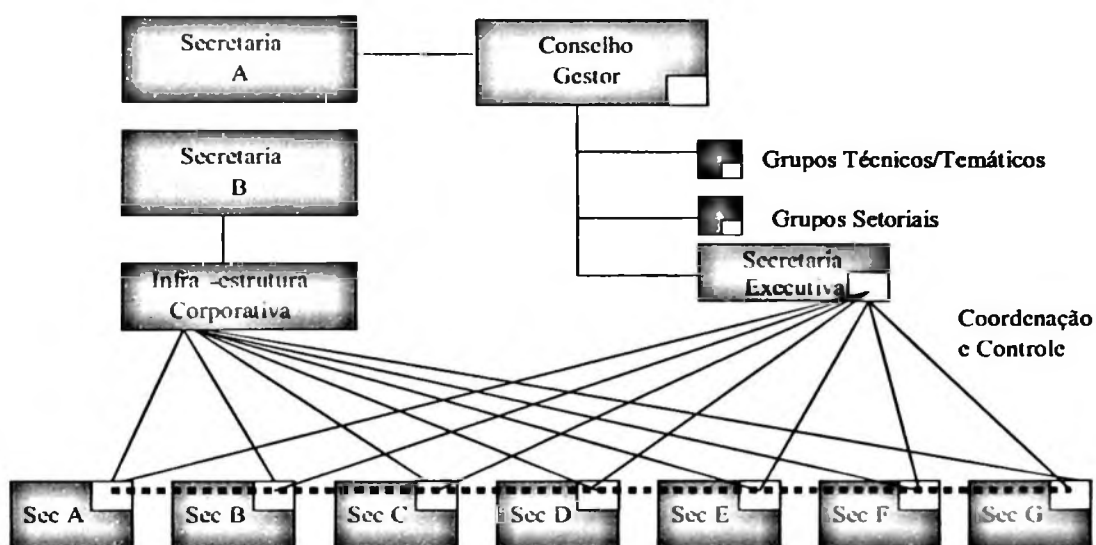 Secretaria
A
Conselho
Gestor
Secretaria
B
Grupos Técnicos/Temáticos
Grupos Setoriais
Infra -estrutura
Corporativa
Secretaria
Executiva
Coordenação
e Controle
Sec A
Sec B
Sec C
Sec D
Sec E
Sec F
Sec G